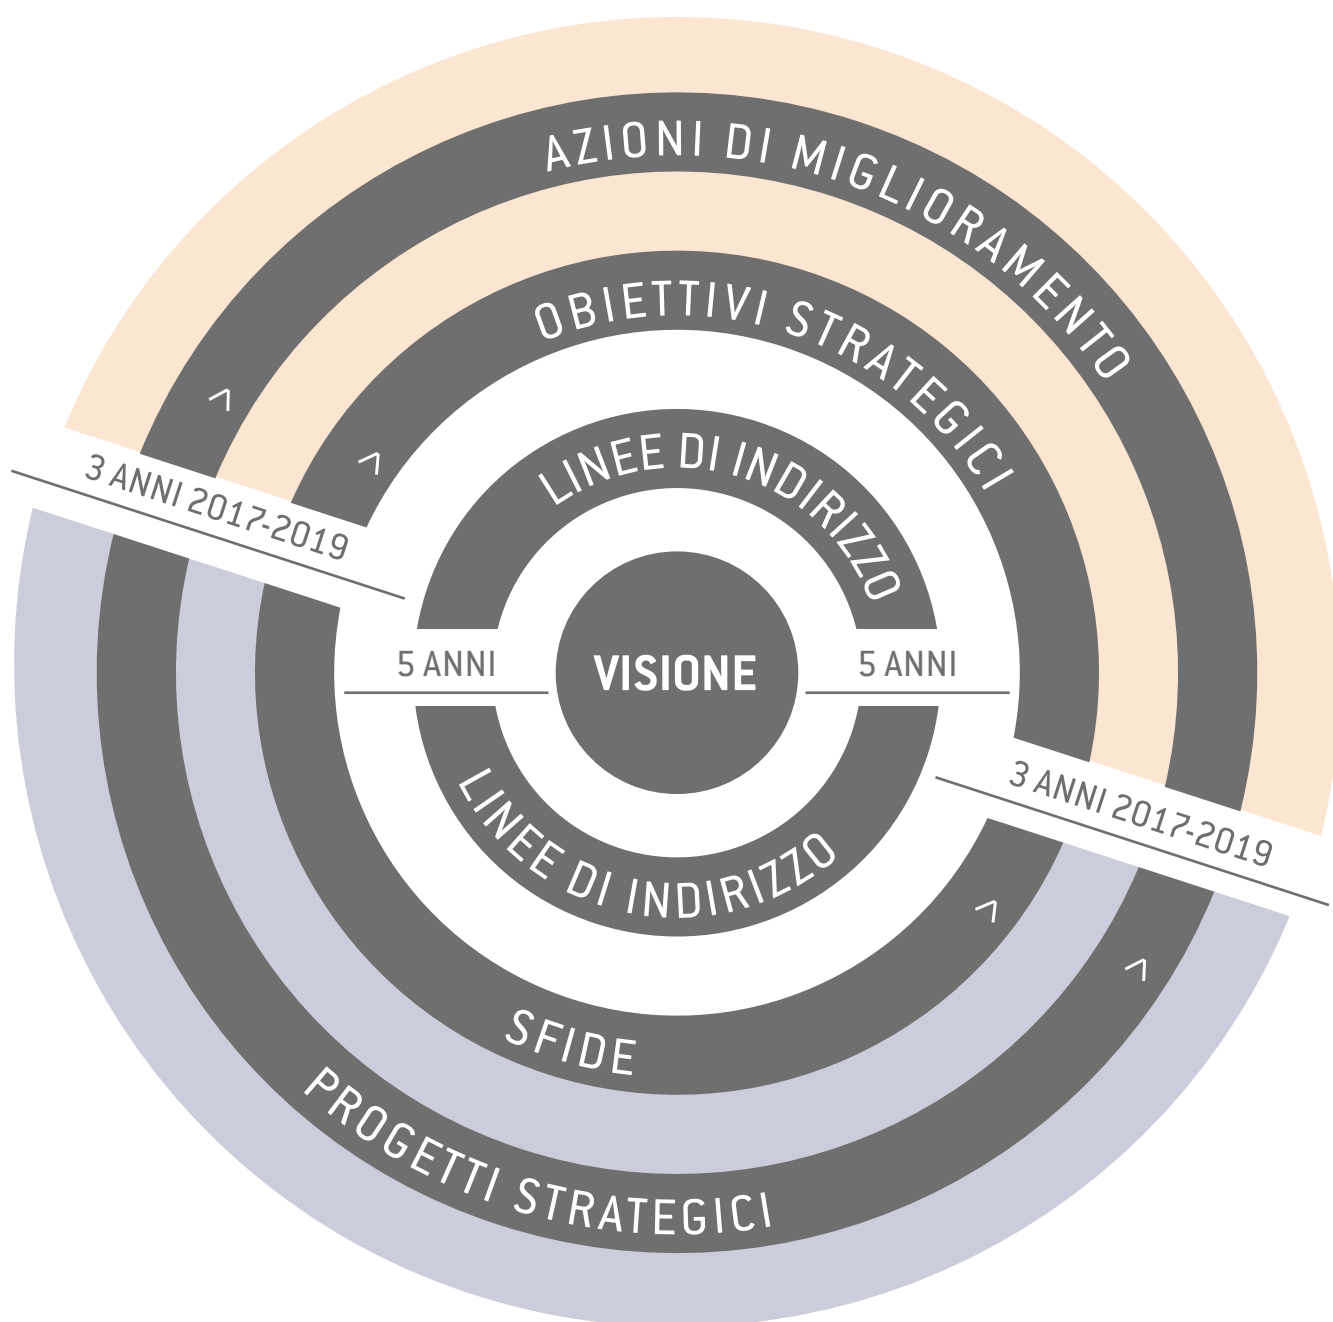 AZIONI DI MIGLIORAMENTO
OBIETTIVI STRATEGICI
LINEE DI INDIRIZZO
3 ANNI 2017-2019
5 ANNI
VISIONE
5 ANNI
3 ANNI 2017-2019
LINEE DI INDIRIZZO
SFIDE
PROGETTI STRATEGICI